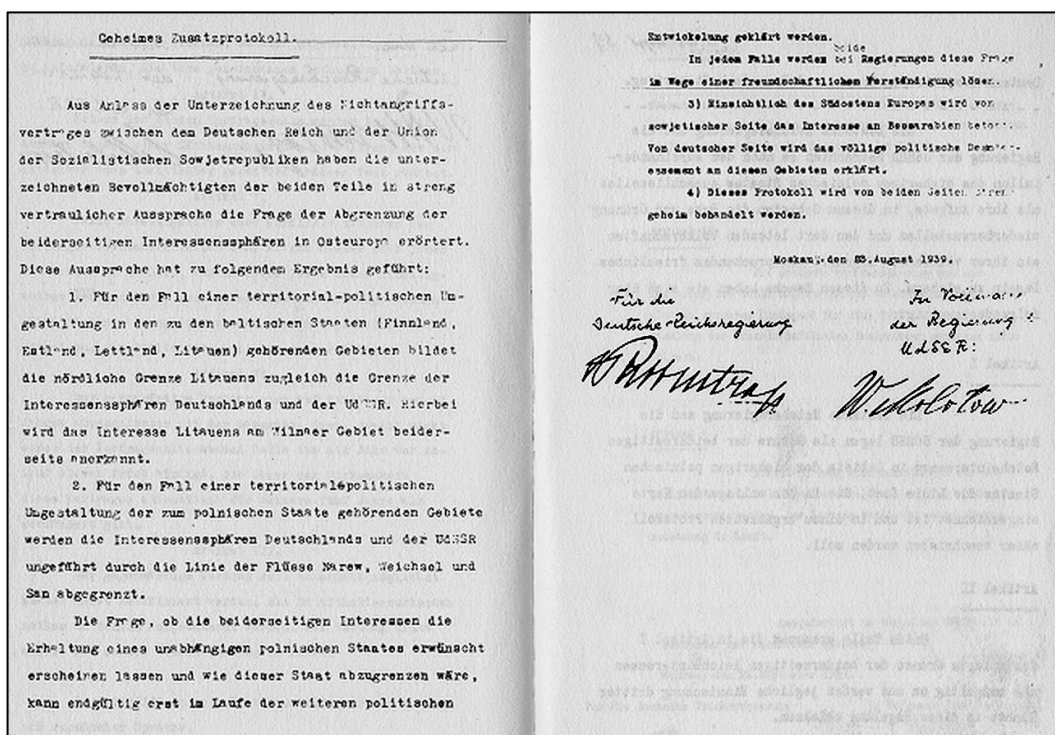 Geheimes Zusatzprotokoll.
Aus Anlass der Unterzeichnung des Nichtangriffs-
vertrages zwischen dem Deutschen Reich und der Union
der Sozialistischen Sowjetrepubliken haben die unter-
zeichneten Bevollmächtigten der beiden Teile in streng
vertraulicher Aussprache die Frage der Abgrenzung der
beiderseitigen Interessensphären in Osteuropa erörtert.
Diese Aussprache hat zu folgendem Ergebnis geführt:
1. Für den Fall einer territorial-politischen Um-
gestaltung in den zu den baltischen Staaten (Finnland,
Estland, Lettland, Litauen) gehörenden Gebieten bildet
die nördliche Grenze Litauens zugleich die Grenze der
Interessensphären Deutschlands und der UdSSR. Hierbei
wird das Interesse Litauens am Wilnaer Gebiet beider-
seits anerkannt.
2. Für den Fall einer territorial-politischen
Umgestaltung der zum polnischen Staate gehörenden Gebiete
werden die Interessensphären Deutschlands und der UdSSR
ungefährt durch die Linie der Flüsse Narew, Weichsel und
San abgegrenzt.
Die Frage, ob die beiderseitigen Interessen die
Erhaltung eines unabhängigen polnischen Staates erwünscht
erscheinen lassen und wie dieser Staat abzugrenzen wäre,
kann endgültig erst im Laufe der weiteren politischen
Entwickelung geklärt werden.
beide
In jedem Falle werden bei Regierungen diese Frage
im Wege einer freundschaftlichen Verständigung lösen.
3) Hinsichtlich des Südostens Europas wird von
sowjetischer Seite das Interesse an Bessarabien betont.
Von deutscher Seite wird das völlige politische Desinter-
essement an diesen Gebieten erklärt.
4) Dieses Protokoll wird von beiden Seiten streng
geheim behandelt werden.
Moskau, den 23. August 1939.
Für die
Deutsche Reichsregierung
In Vollmacht
der Regierung
UdSSR:
Ribbentrop
W. Molotow